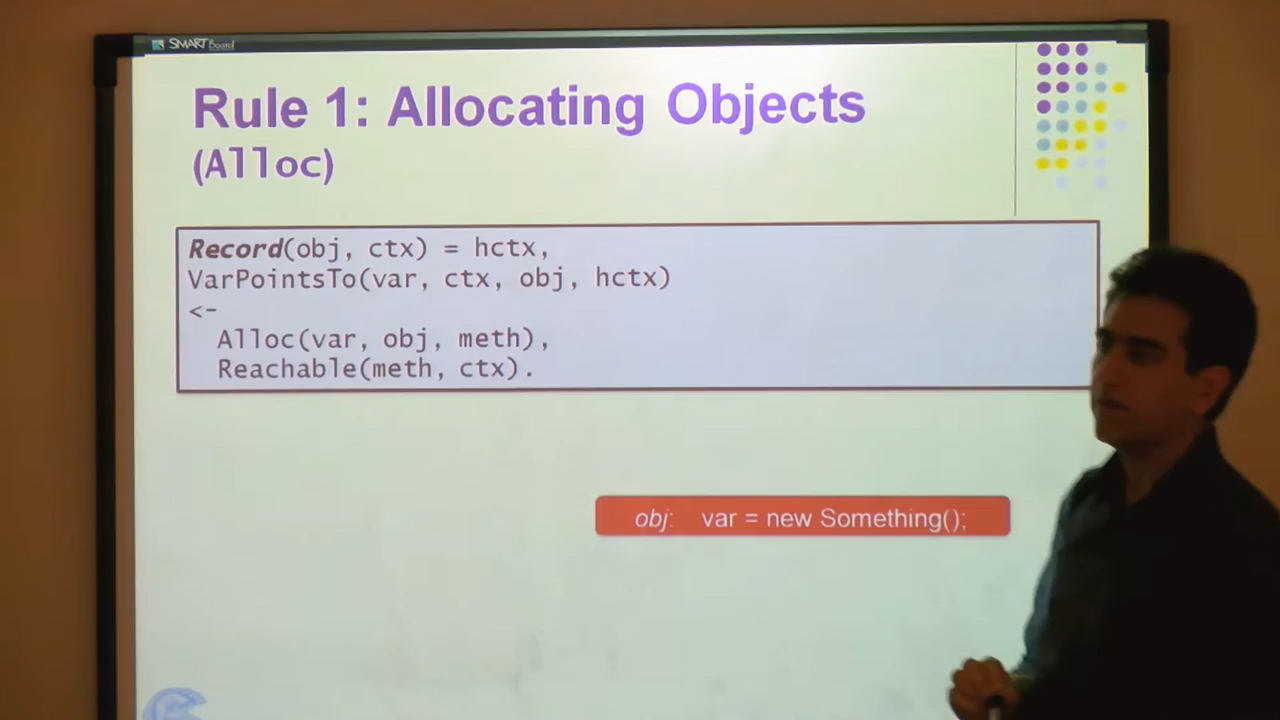 SMART Board
Rule 1: Allocating Objects
(Alloc)
Record(obj, ctx) = hctx,
VarPointsTo(var, ctx, obj, hctx)
<-
Alloc(var, obj, meth),
Reachable(meth, ctx).
obj: var = new Something();